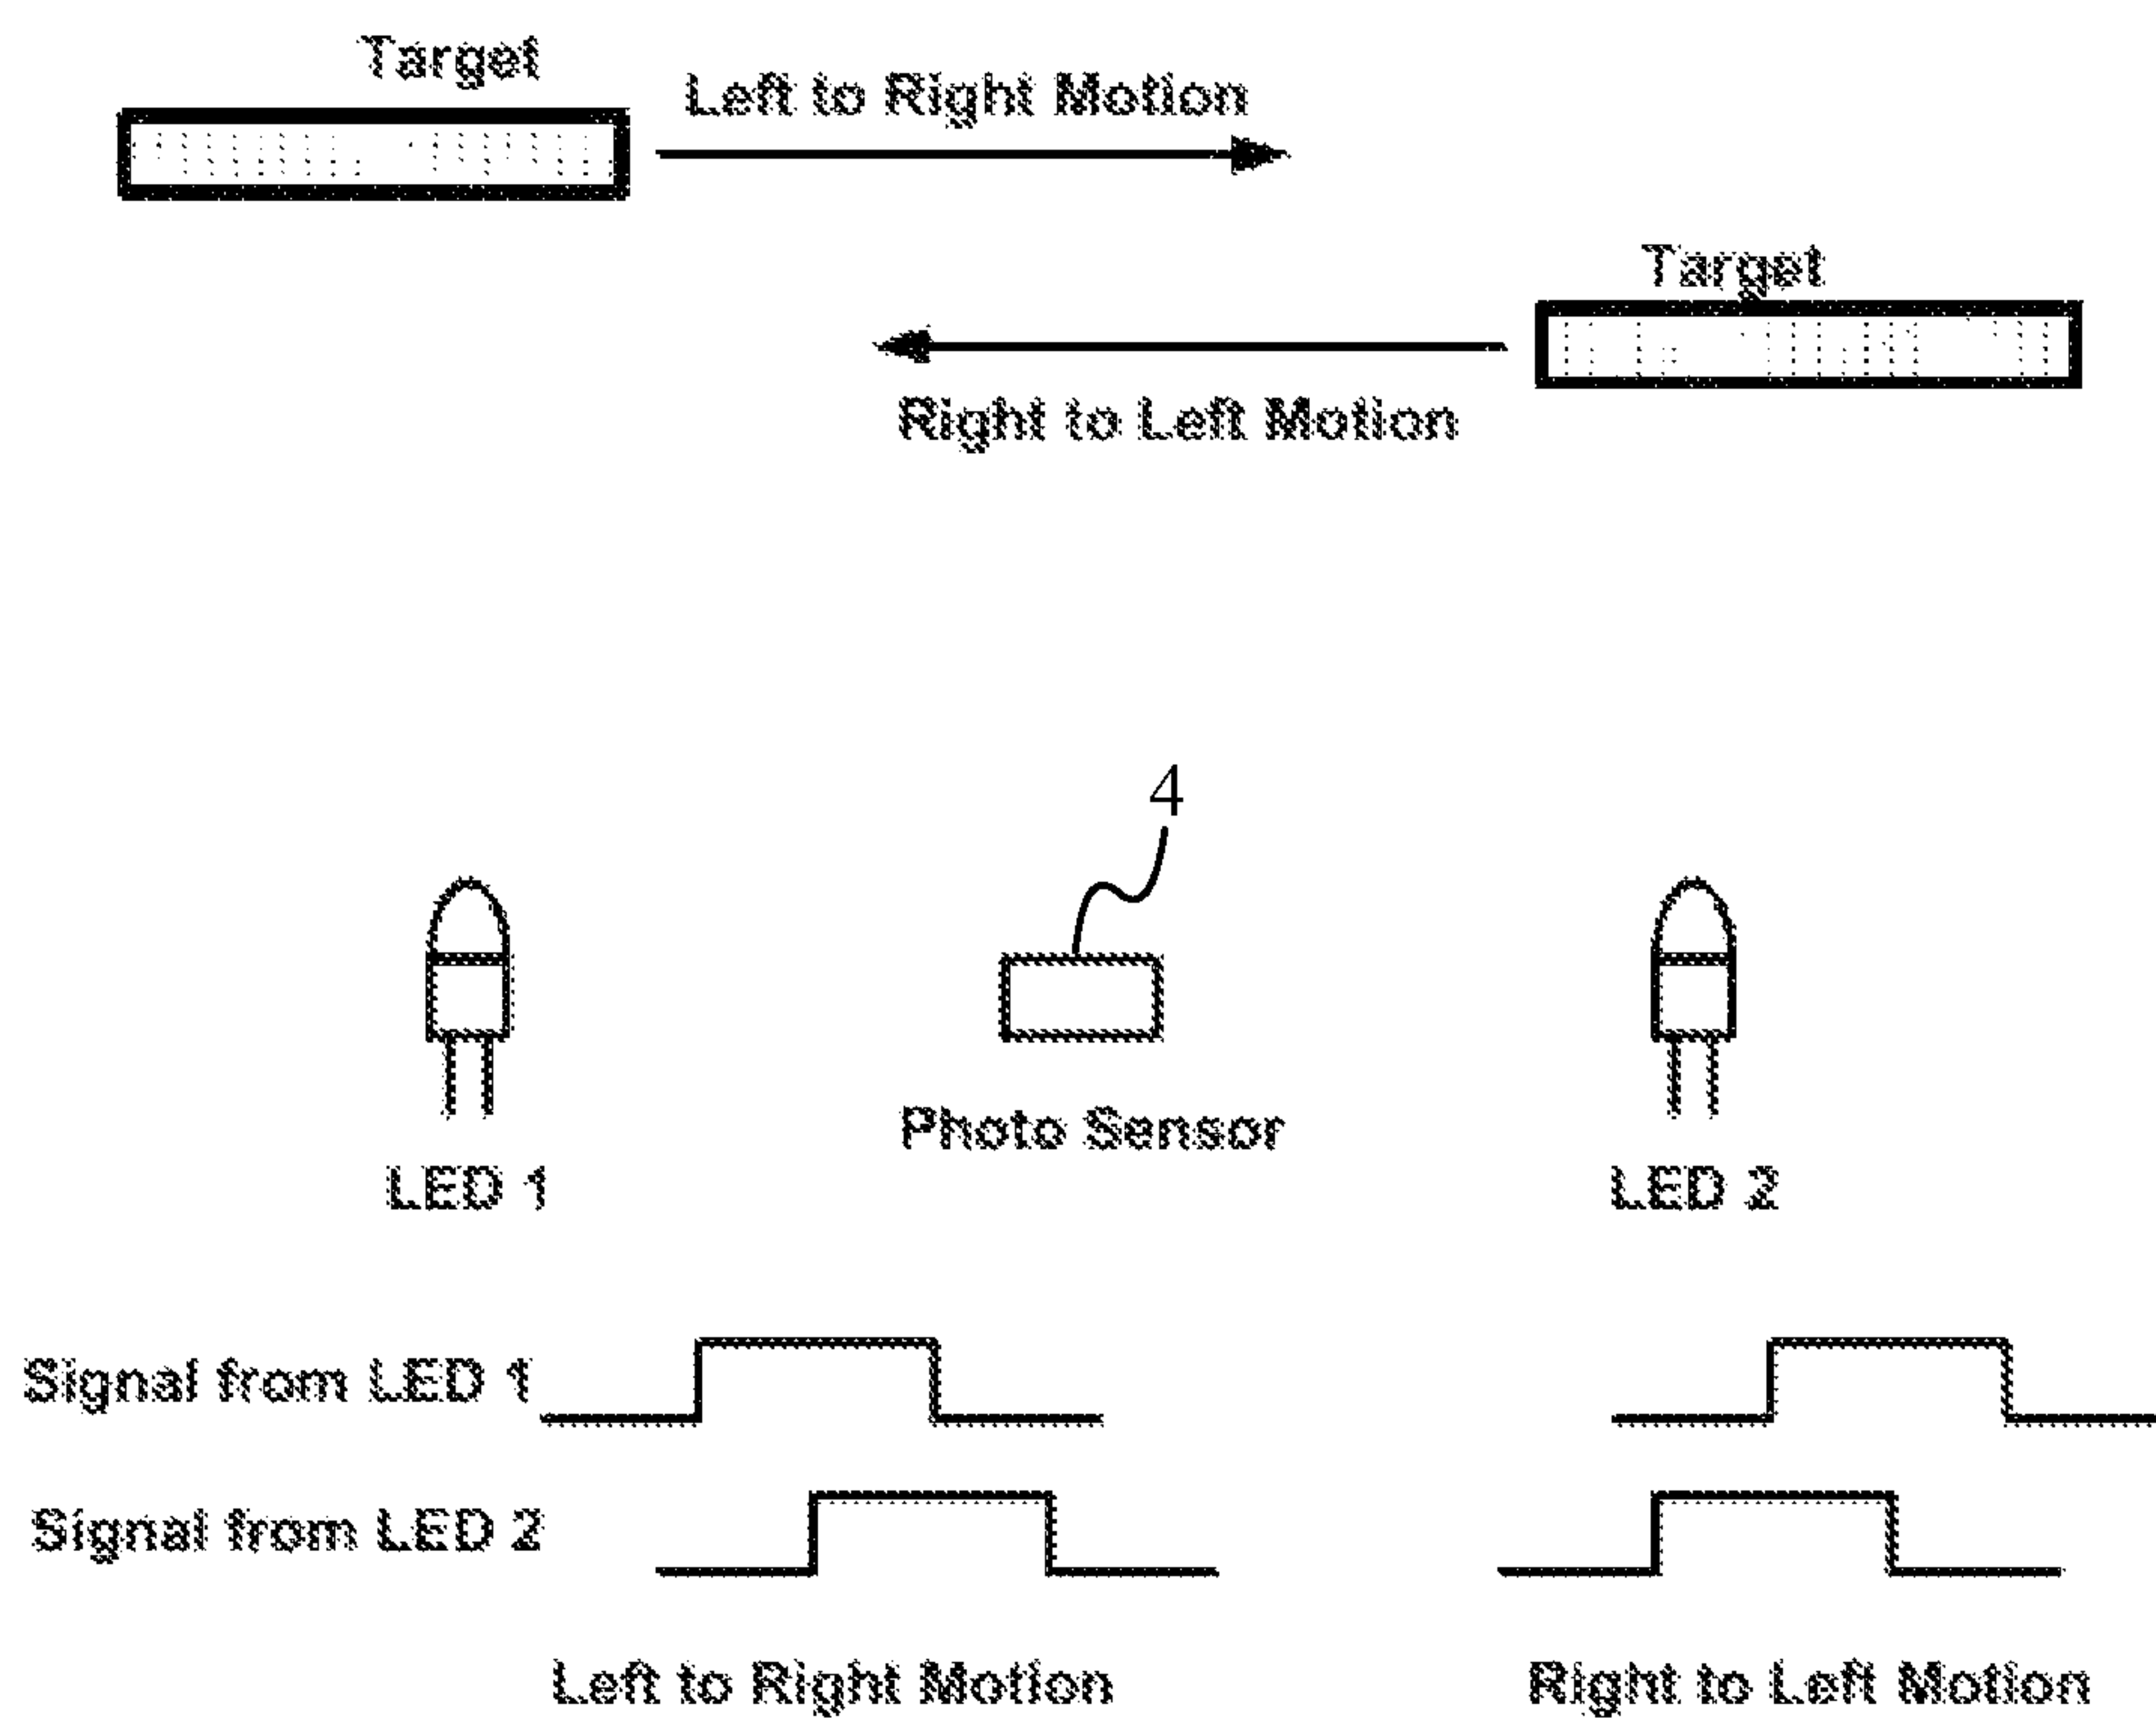 Target
Left to Right Motion
Target
Right to Left Motion
4
Photo Sensor
LED 1
LED 2
Signal from LED 1
Signal from LED 2
Left to Right Motion
Right to Left Motion